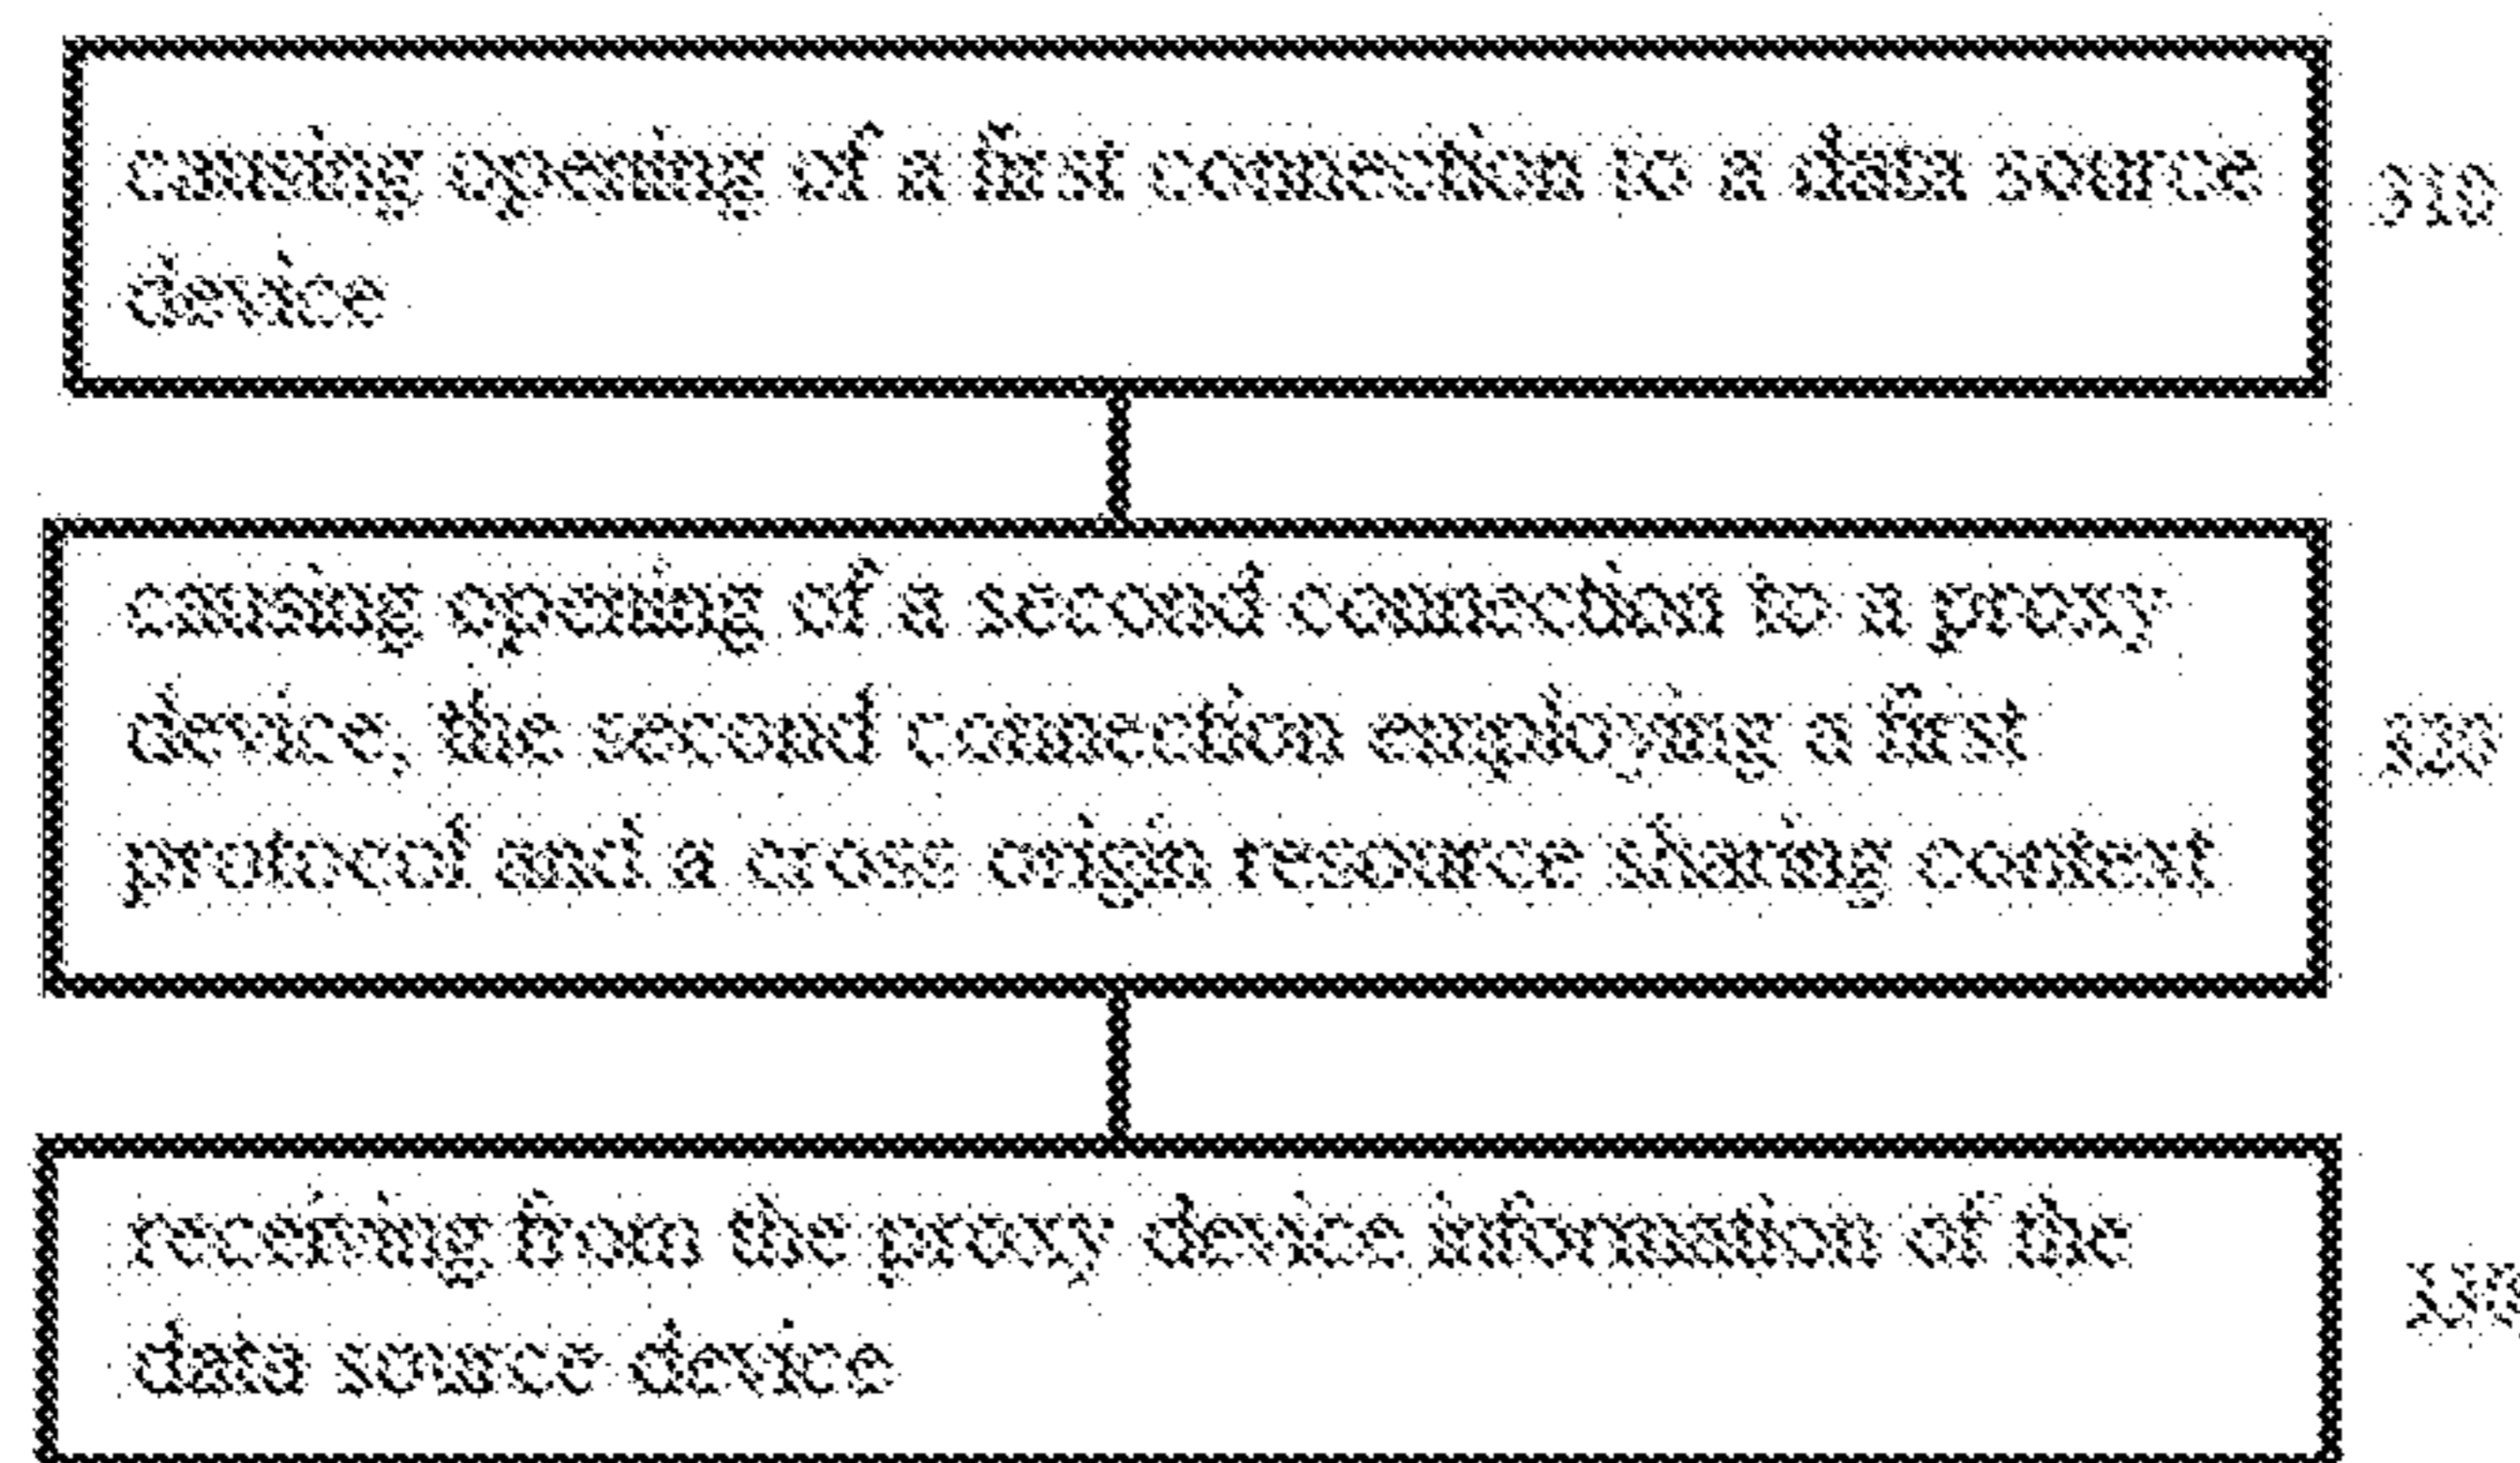 causing opening of a first connection to a data source
device
510
causing opening of a second connection to a proxy
device, the second connection employing a first
protocol and a cross origin resource sharing context
520
receiving from the proxy device information of the
data source device